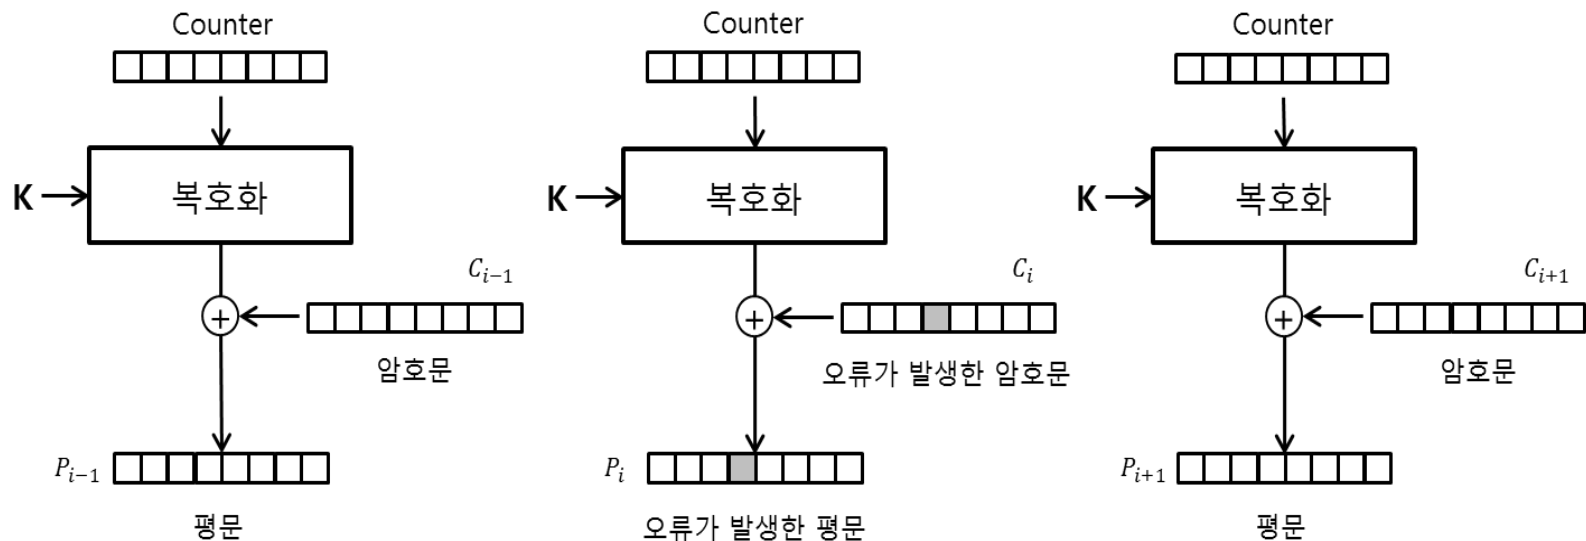 Counter
Counter
Counter
K
복호화
K
복호화
K
복호화
C_{i-1}
C_i
C_{i+1}
+
+
+
암호문
오류가 발생한 암호문
암호문
P_{i-1}
P_i
P_{i+1}
평문
오류가 발생한 평문
평문